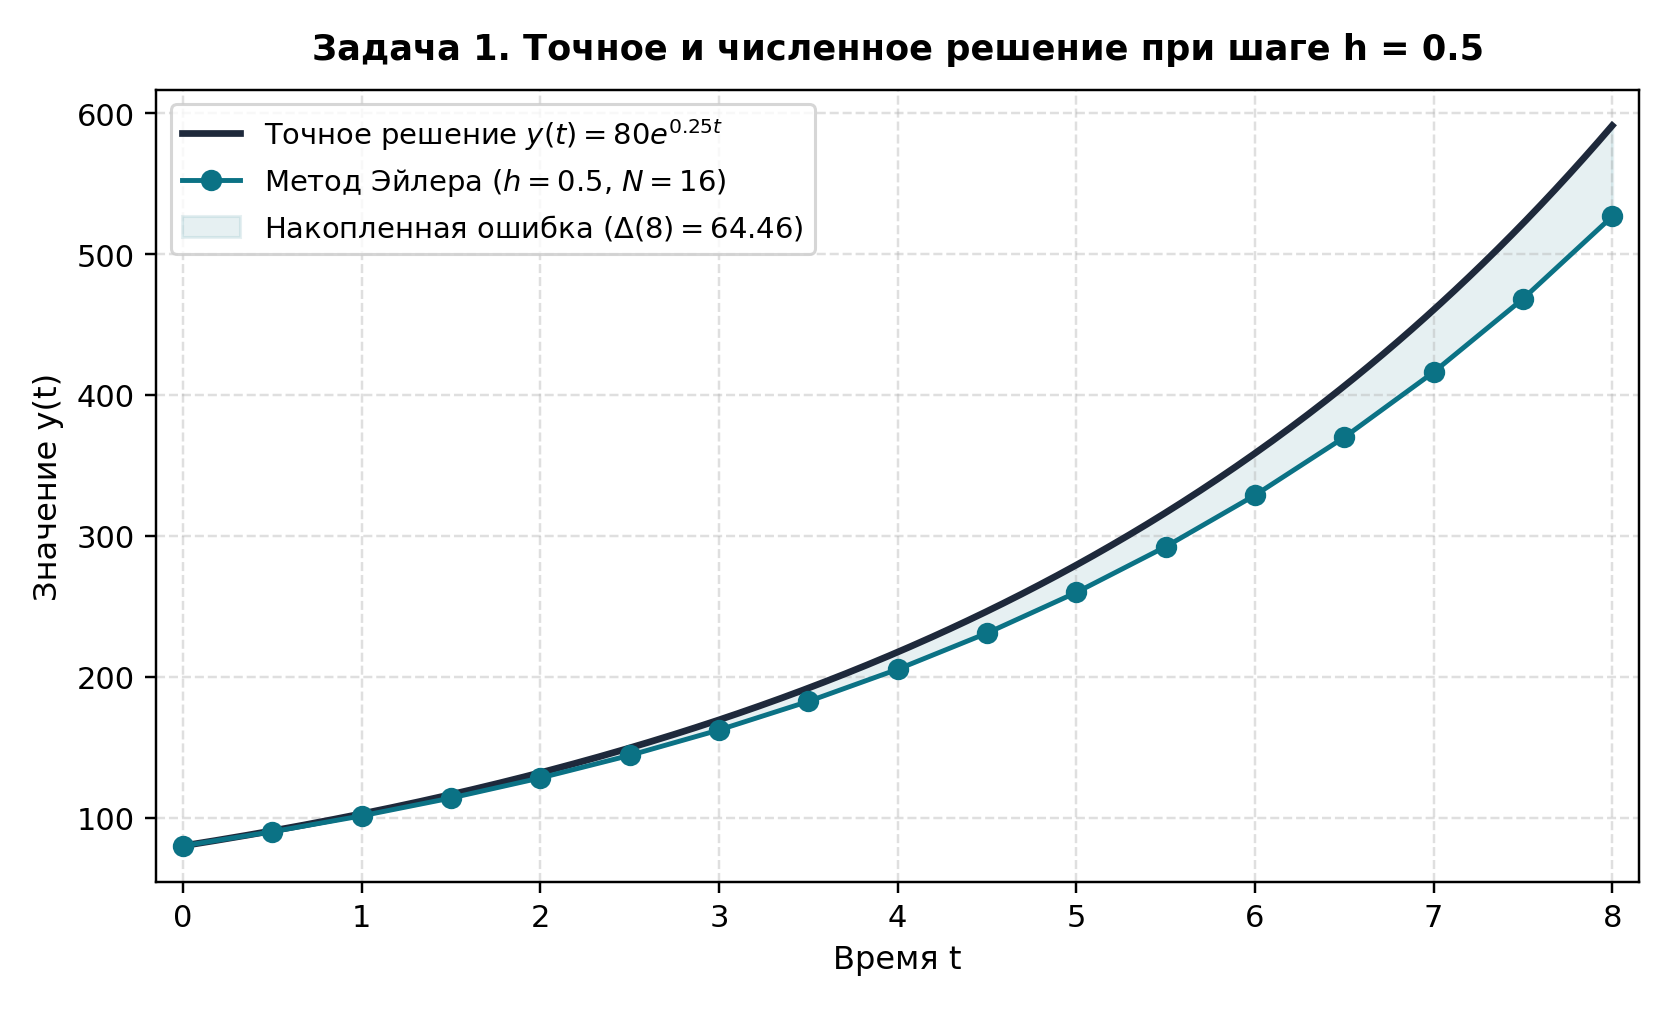 Задача 1. Точное и численное решение при шаге h = 0.5
Точное решение y(t) = 80e^{0.25t}
Метод Эйлера (h = 0.5, N = 16)
Накопленная ошибка (Δ(8) = 64.46)
Значение y(t)
600
500
400
300
200
100
0 1 2 3 4 5 6 7 8
Время t